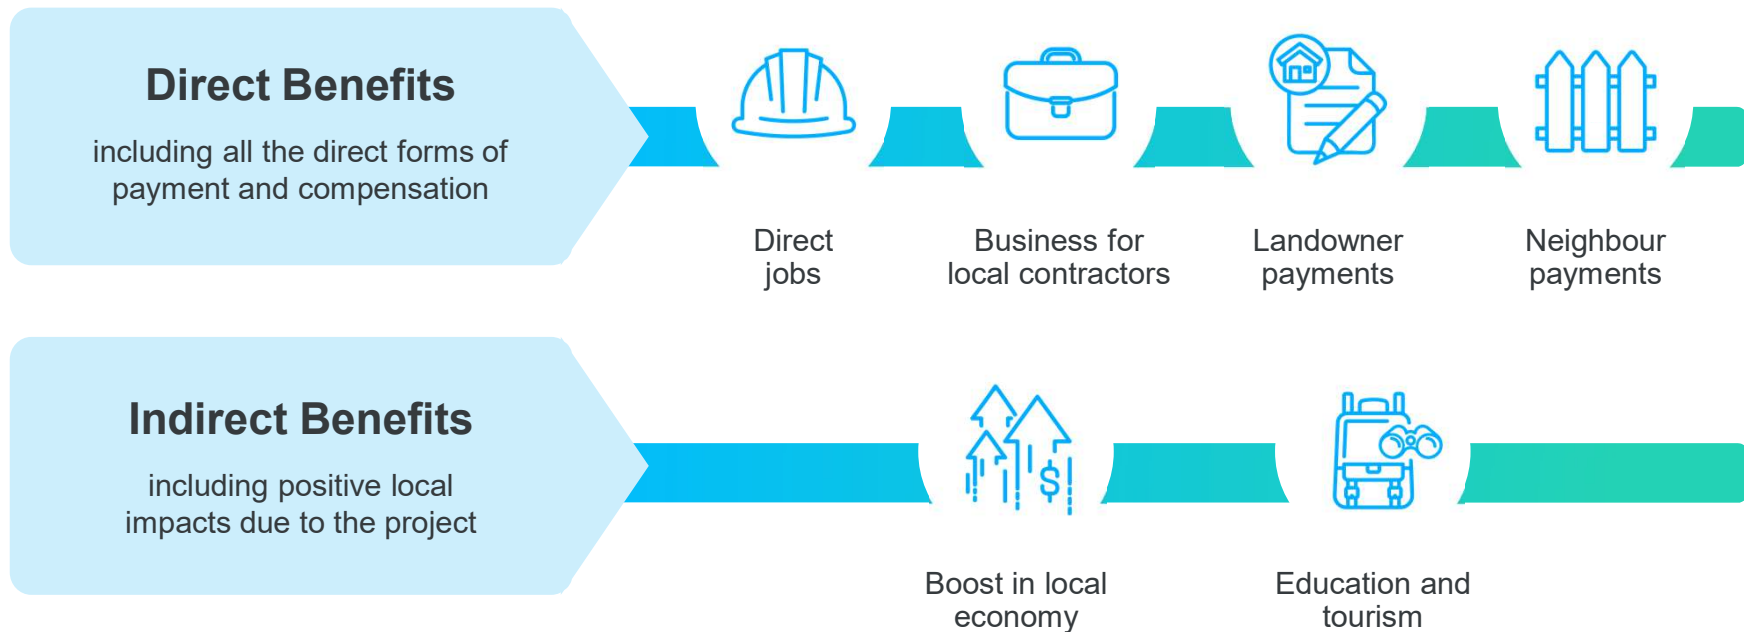 Direct Benefits
including all the direct forms of
payment and compensation
Direct
jobs
Business for
local contractors
Landowner
payments
Neighbour
payments
Indirect Benefits
including positive local
impacts due to the project
$
Boost in local
economy
Education and
tourism